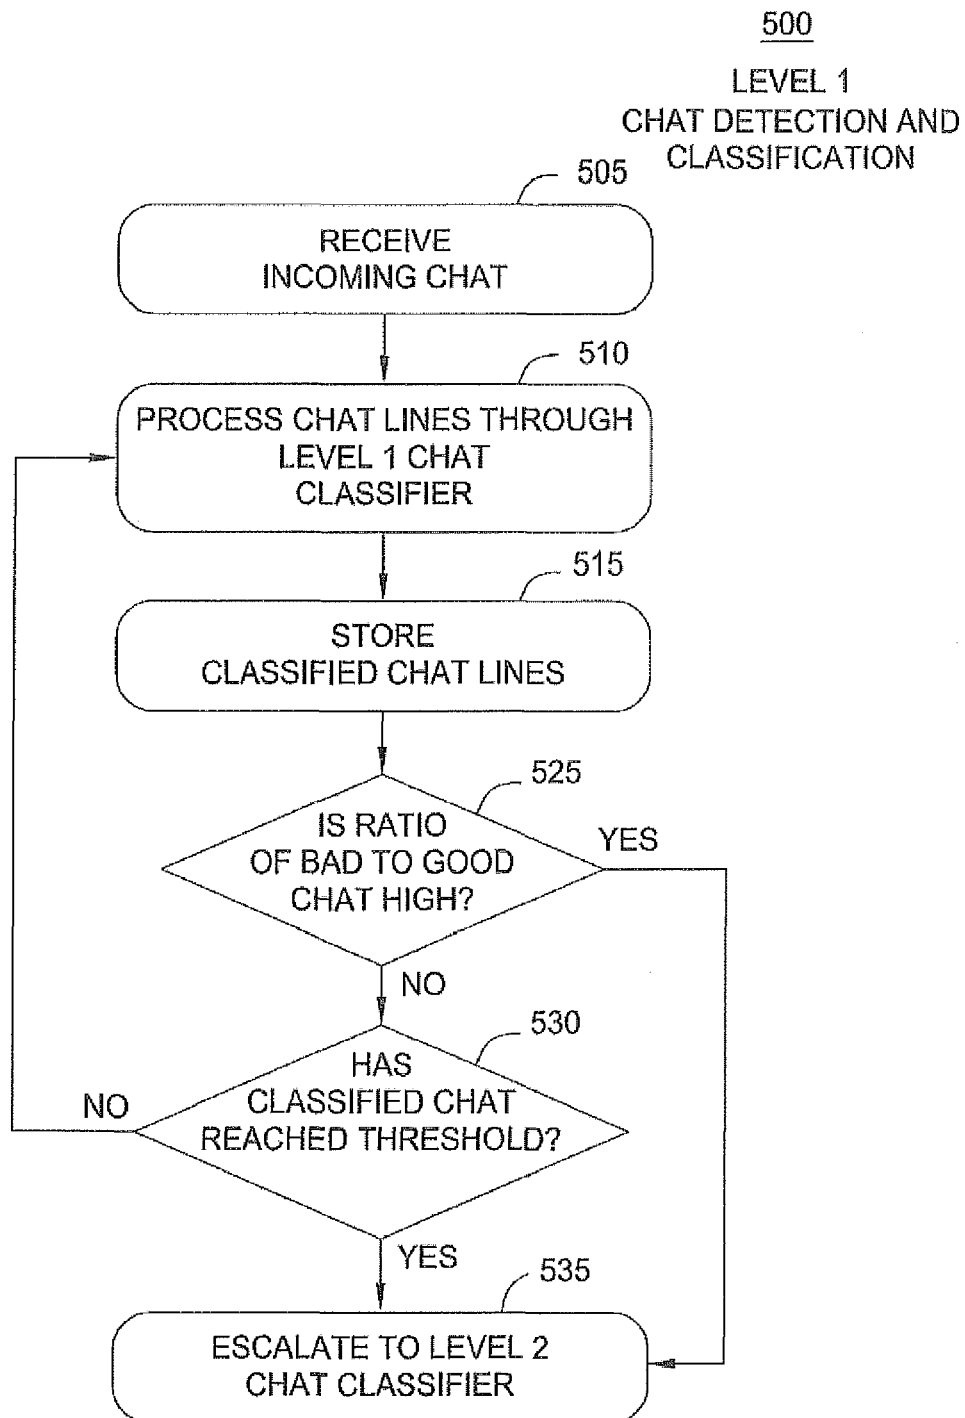 500
LEVEL 1
CHAT DETECTION AND
CLASSIFICATION
505
RECEIVE
INCOMING CHAT
510
PROCESS CHAT LINES THROUGH
LEVEL 1 CHAT
CLASSIFIER
515
STORE
CLASSIFIED CHAT LINES
525
IS RATIO
OF BAD TO GOOD
CHAT HIGH?
YES
NO
530
HAS
CLASSIFIED CHAT
REACHED THRESHOLD?
NO
YES
535
ESCALATE TO LEVEL 2
CHAT CLASSIFIER